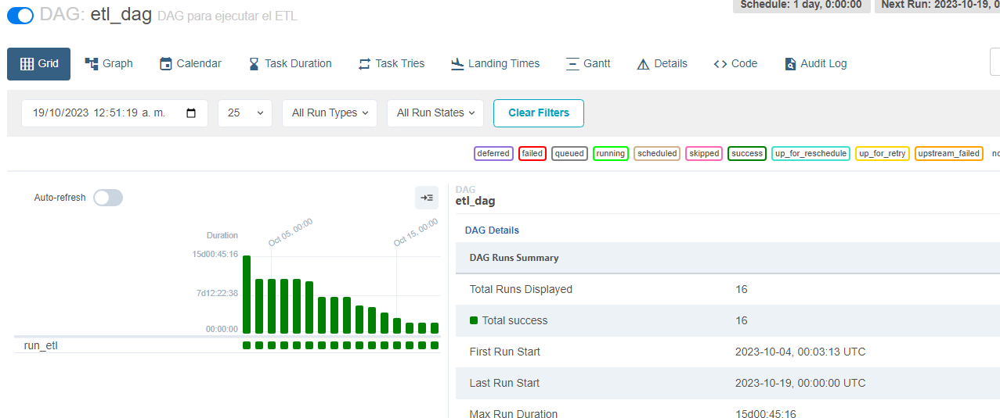 DAG: etl_dag DAG para ejecutar el ETL
Schedule: 1 day, 0:00:00
Next Run: 2023-10-19, 0
Grid
Graph
Calendar
Task Duration
Task Tries
Landing Times
Gantt
Details
Code
Audit Log
19/10/2023 12:51:19 a. m.
25
All Run Types
All Run States
Clear Filters
deferred
failed
queued
running
scheduled
skipped
success
up_for_reschedule
up_for_retry
upstream_failed
no
Auto-refresh
Duration
Oct 05, 00:00
Oct 15, 00:00
15d00:45:16
7d12:22:38
00:00:00
run_etl
DAG
etl_dag
DAG Details
DAG Runs Summary
Total Runs Displayed 16
Total success 16
First Run Start 2023-10-04, 00:03:13 UTC
Last Run Start 2023-10-19, 00:00:00 UTC
Max Run Duration 15d00:45:16